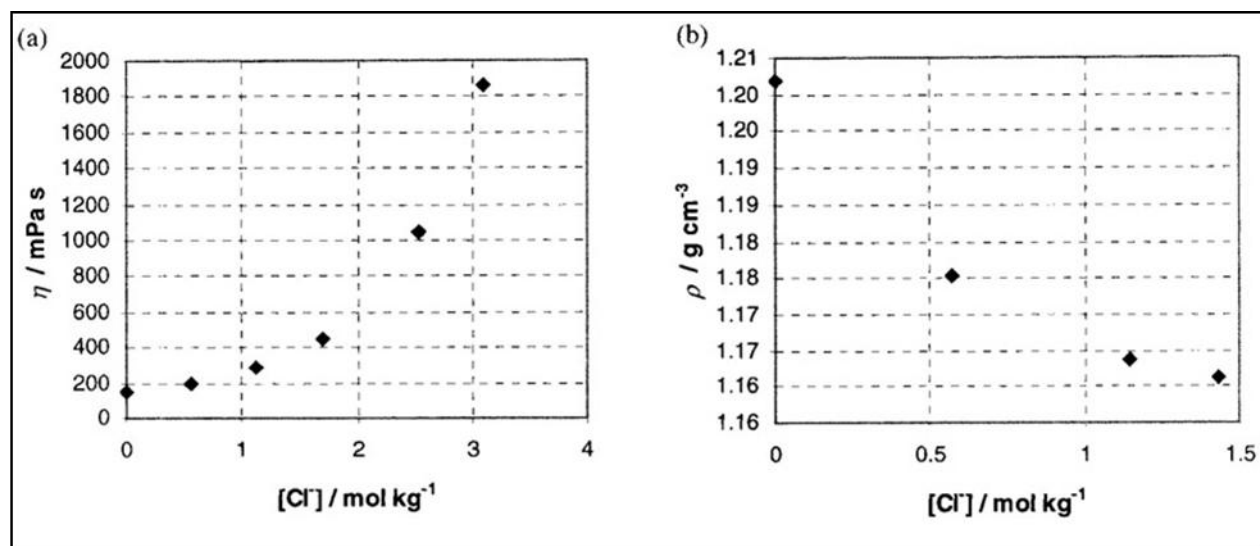 (a)
2000
1800
1600
1400
1200
1000
800
600
400
200
0
η / mPa s
0 1 2 3 4
[Cl-] / mol kg-1
(b)
1.21
1.20
1.20
1.19
1.19
1.18
1.18
1.17
1.17
1.16
1.16
ρ / g cm-3
0 0.5 1 1.5
[Cl-] / mol kg-1